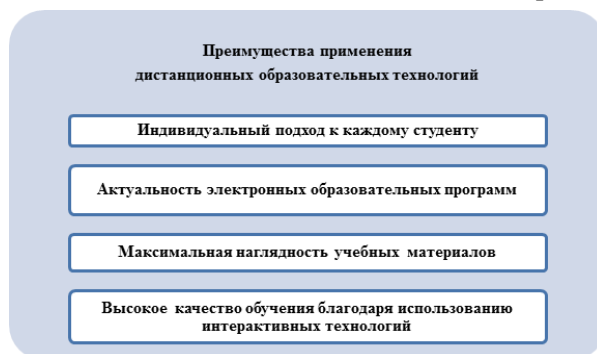 Преимущества применения
дистанционных образовательных технологий
Индивидуальный подход к каждому студенту
Актуальность электронных образовательных программ
Максимальная наглядность учебных материалов
Высокое качество обучения благодаря использованию
интерактивных технологий